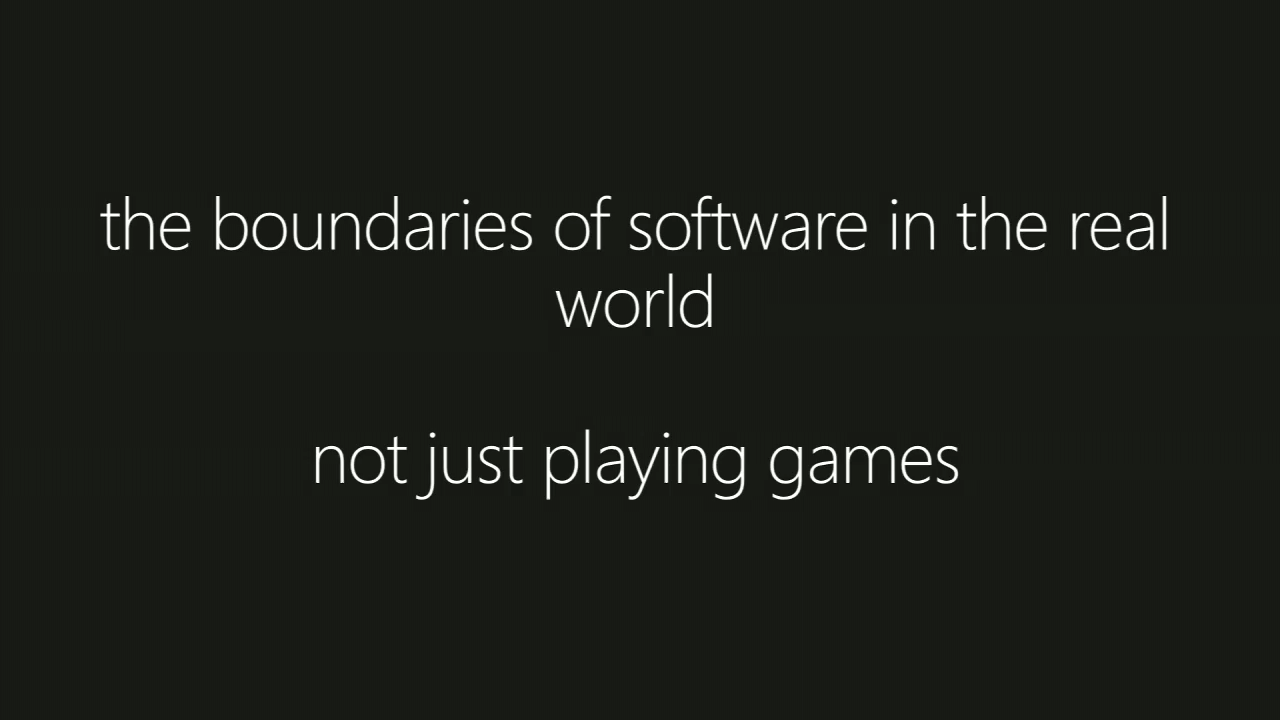 the boundaries of software in the real
world
not just playing games